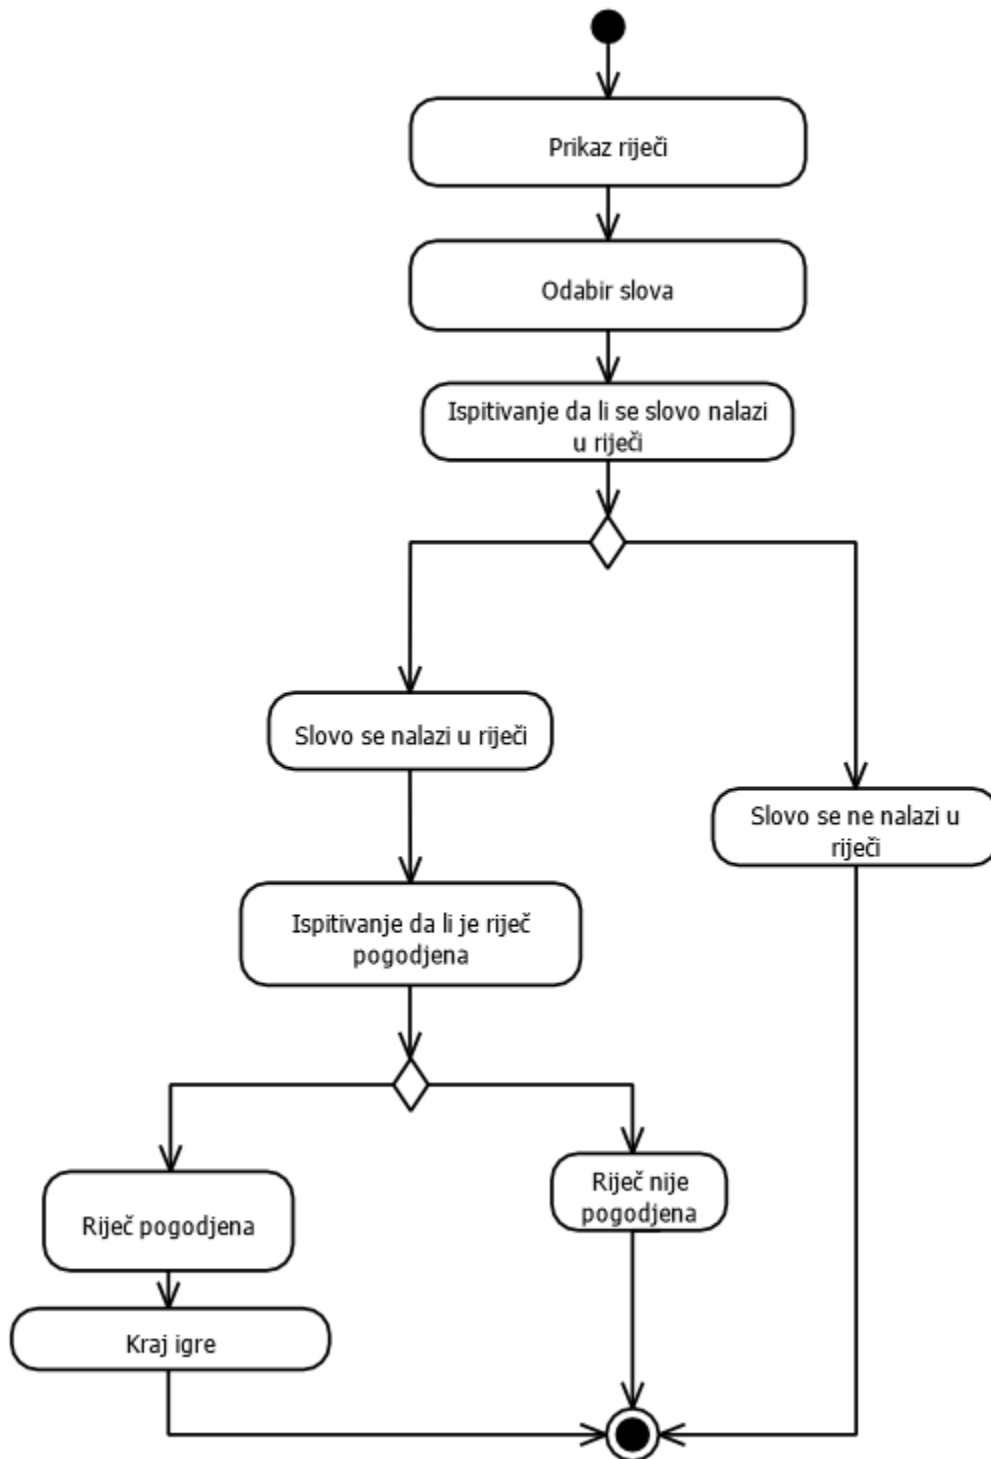 Prikaz riječi
Odabir slova
Ispitivanje da li se slovo nalazi
u riječi
Slovo se nalazi u riječi
Slovo se ne nalazi u
riječi
Ispitivanje da li je riječ
pogodjena
Riječ pogodjena
Riječ nije
pogodjena
Kraj igre